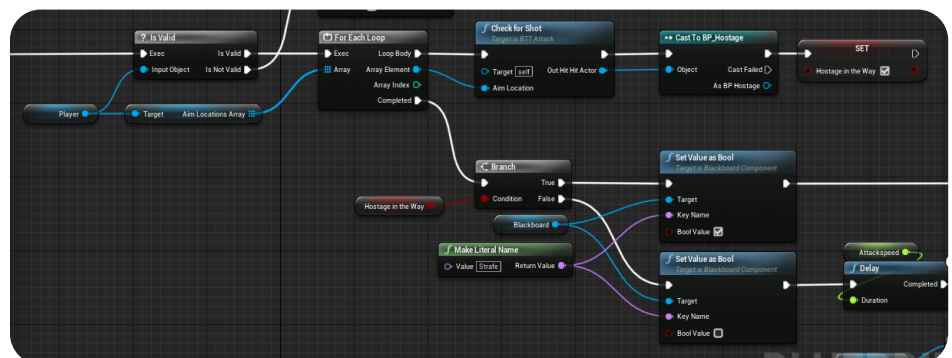 Is Valid
Exec
Is Valid
Input Object
Is Not Valid
Player
Target
Aim Locations Array
For Each Loop
Exec
Loop Body
Array
Array Element
Array Index
Completed
Check for Shot
Target is BTT Attack
Target
self
Out Hit Hit Actor
Aim Location
Cast To BP_Hostage
Object
Cast Failed
As BP Hostage
SET
Hostage in the Way
Branch
True
Condition
False
Hostage in the Way
Blackboard
Make Literal Name
Value
Strafe
Return Value
Set Value as Bool
Target is Blackboard Component
Target
Key Name
Bool Value
Set Value as Bool
Target is Blackboard Component
Target
Key Name
Bool Value
Attackspeed
Delay
Completed
Duration